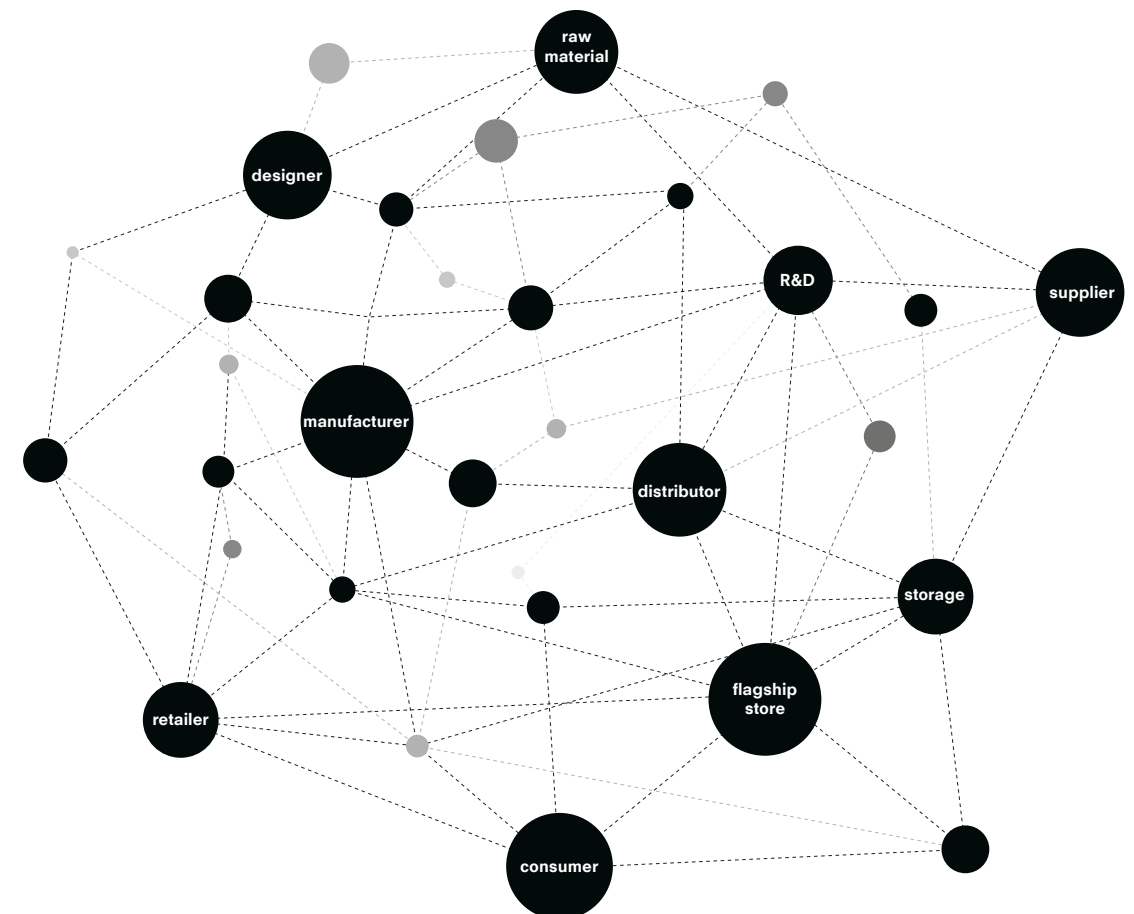 raw
material
designer
R&D
supplier
manufacturer
distributor
storage
flagship
store
retailer
consumer